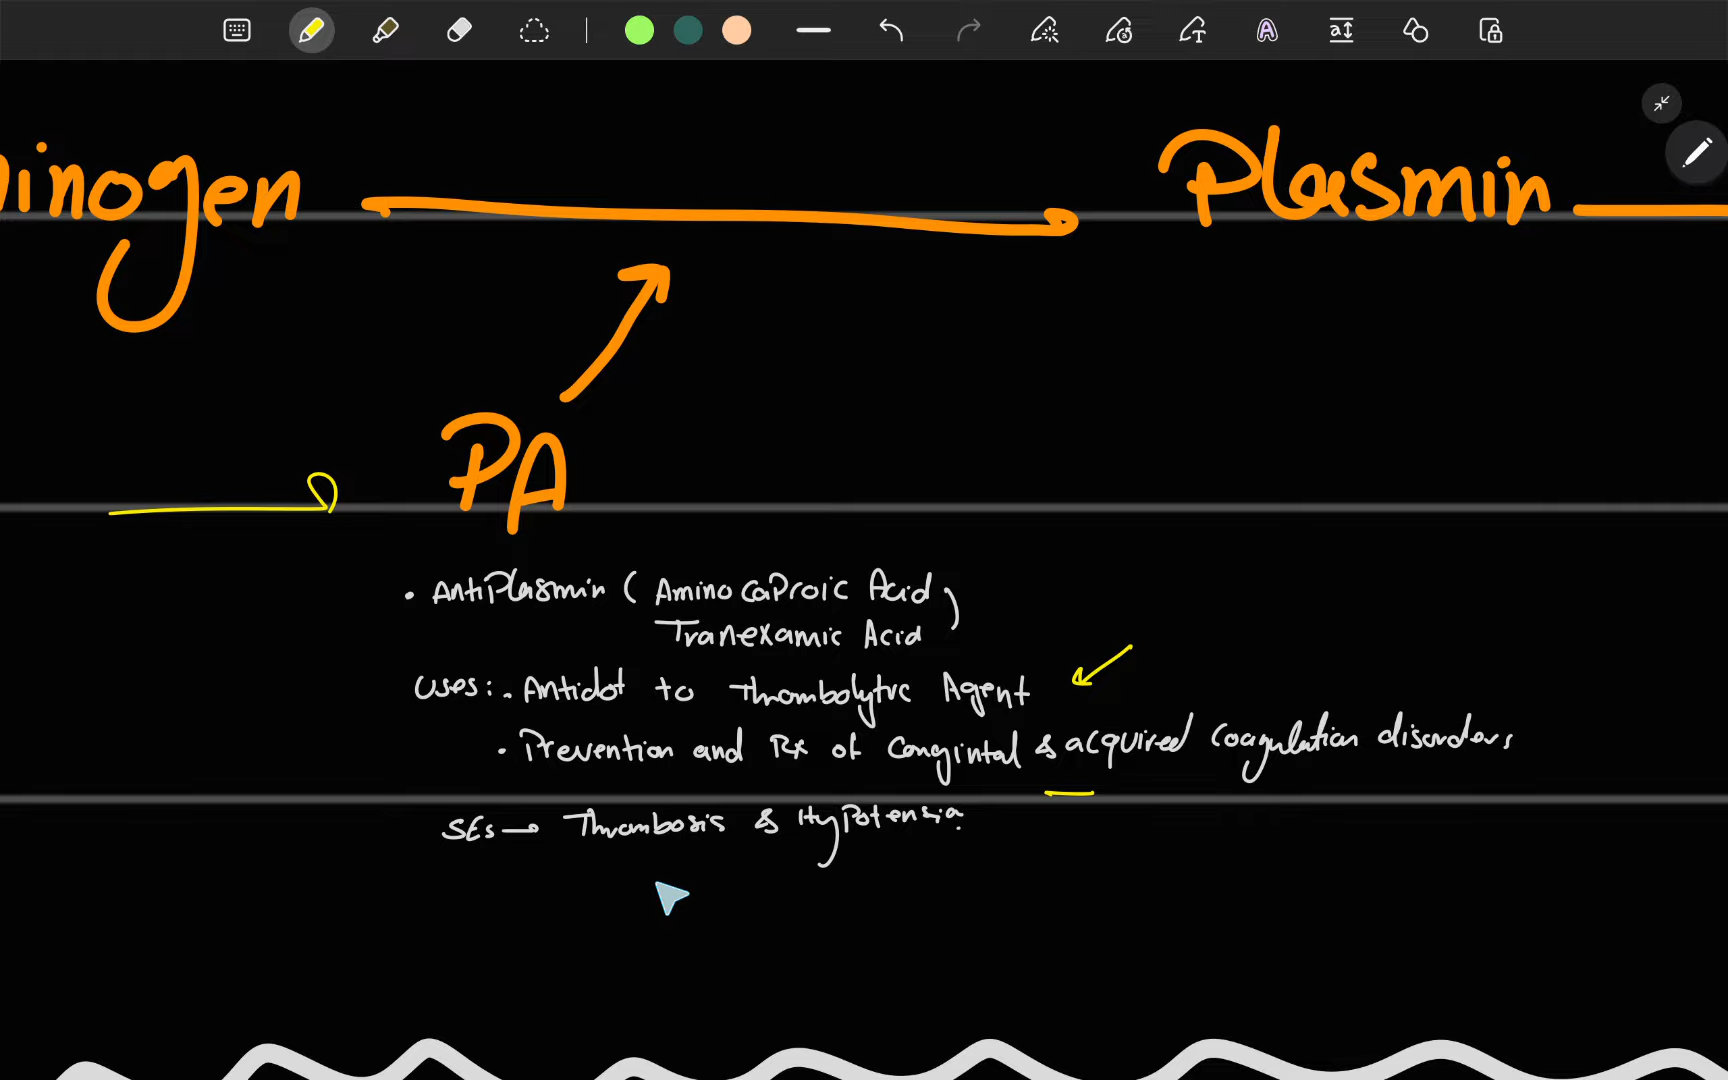 inogen Plasmin
PA
• AntiPlasmin ( Amino caproic Acid )
Tranexamic Acid
Uses: • Antidot to Thrombolytic Agent
• Prevention and Rx of Congintal & acquired coagulation disorders
SEs → Thrombosis & HyPotensia